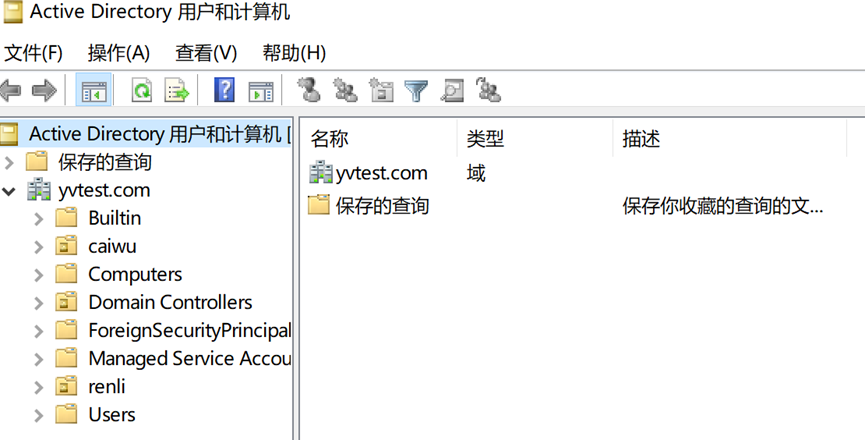 Active Directory 用户和计算机
文件(F) 操作(A) 查看(V) 帮助(H)
Active Directory 用户和计算机 [
保存的查询
yvtest.com
Builtin
caiwu
Computers
Domain Controllers
ForeignSecurityPrincipal
Managed Service Accou
renli
Users
名称 类型 描述
yvtest.com 域
保存的查询 保存你收藏的查询的文...